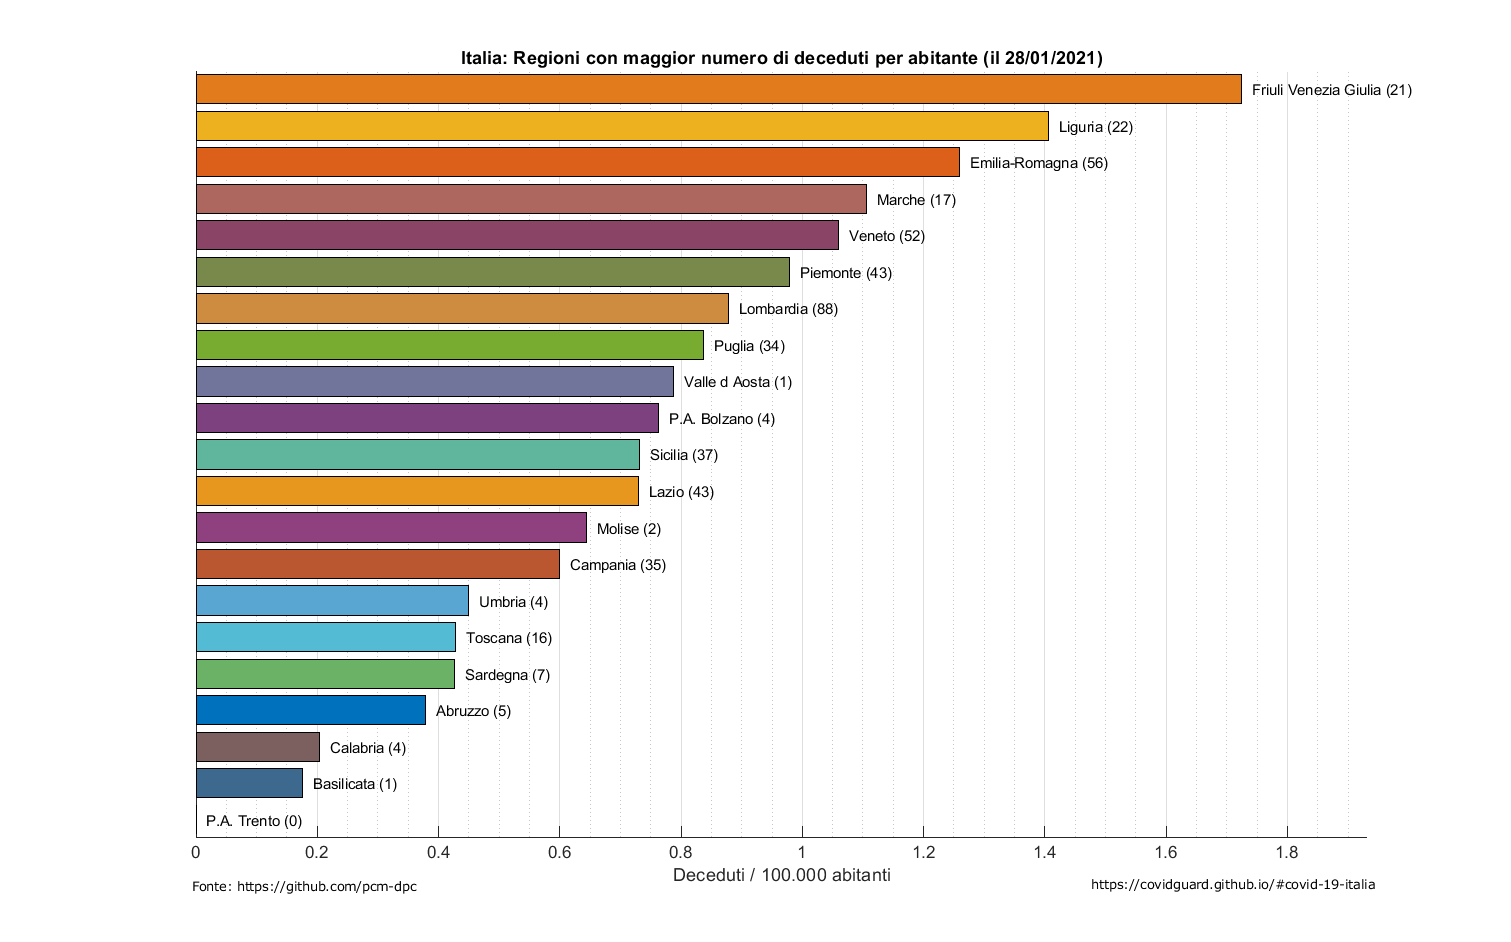 Italia: Regioni con maggior numero di deceduti per abitante (il 28/01/2021)
Friuli Venezia Giulia (21)
Liguria (22)
Emilia-Romagna (56)
Marche (17)
Veneto (52)
Piemonte (43)
Lombardia (88)
Puglia (34)
Valle d Aosta (1)
P.A. Bolzano (4)
Sicilia (37)
Lazio (43)
Molise (2)
Campania (35)
Umbria (4)
Toscana (16)
Sardegna (7)
Abruzzo (5)
Calabria (4)
Basilicata (1)
P.A. Trento (0)
0 0.2 0.4 0.6 0.8 1 1.2 1.4 1.6 1.8
Deceduti / 100.000 abitanti
Fonte: https://github.com/pcm-dpc
https://covidguard.github.io/#covid-19-italia